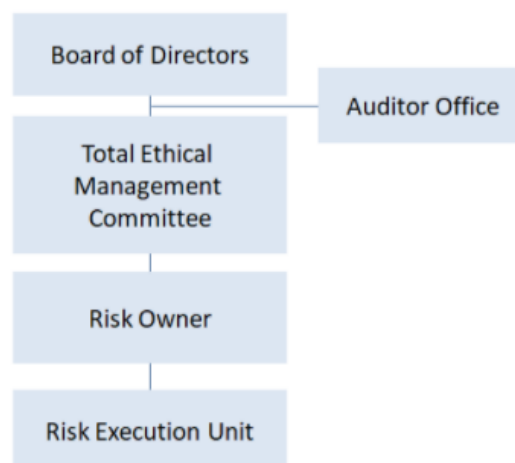 Board of Directors
Auditor Office
Total Ethical
Management
Committee
Risk Owner
Risk Execution Unit